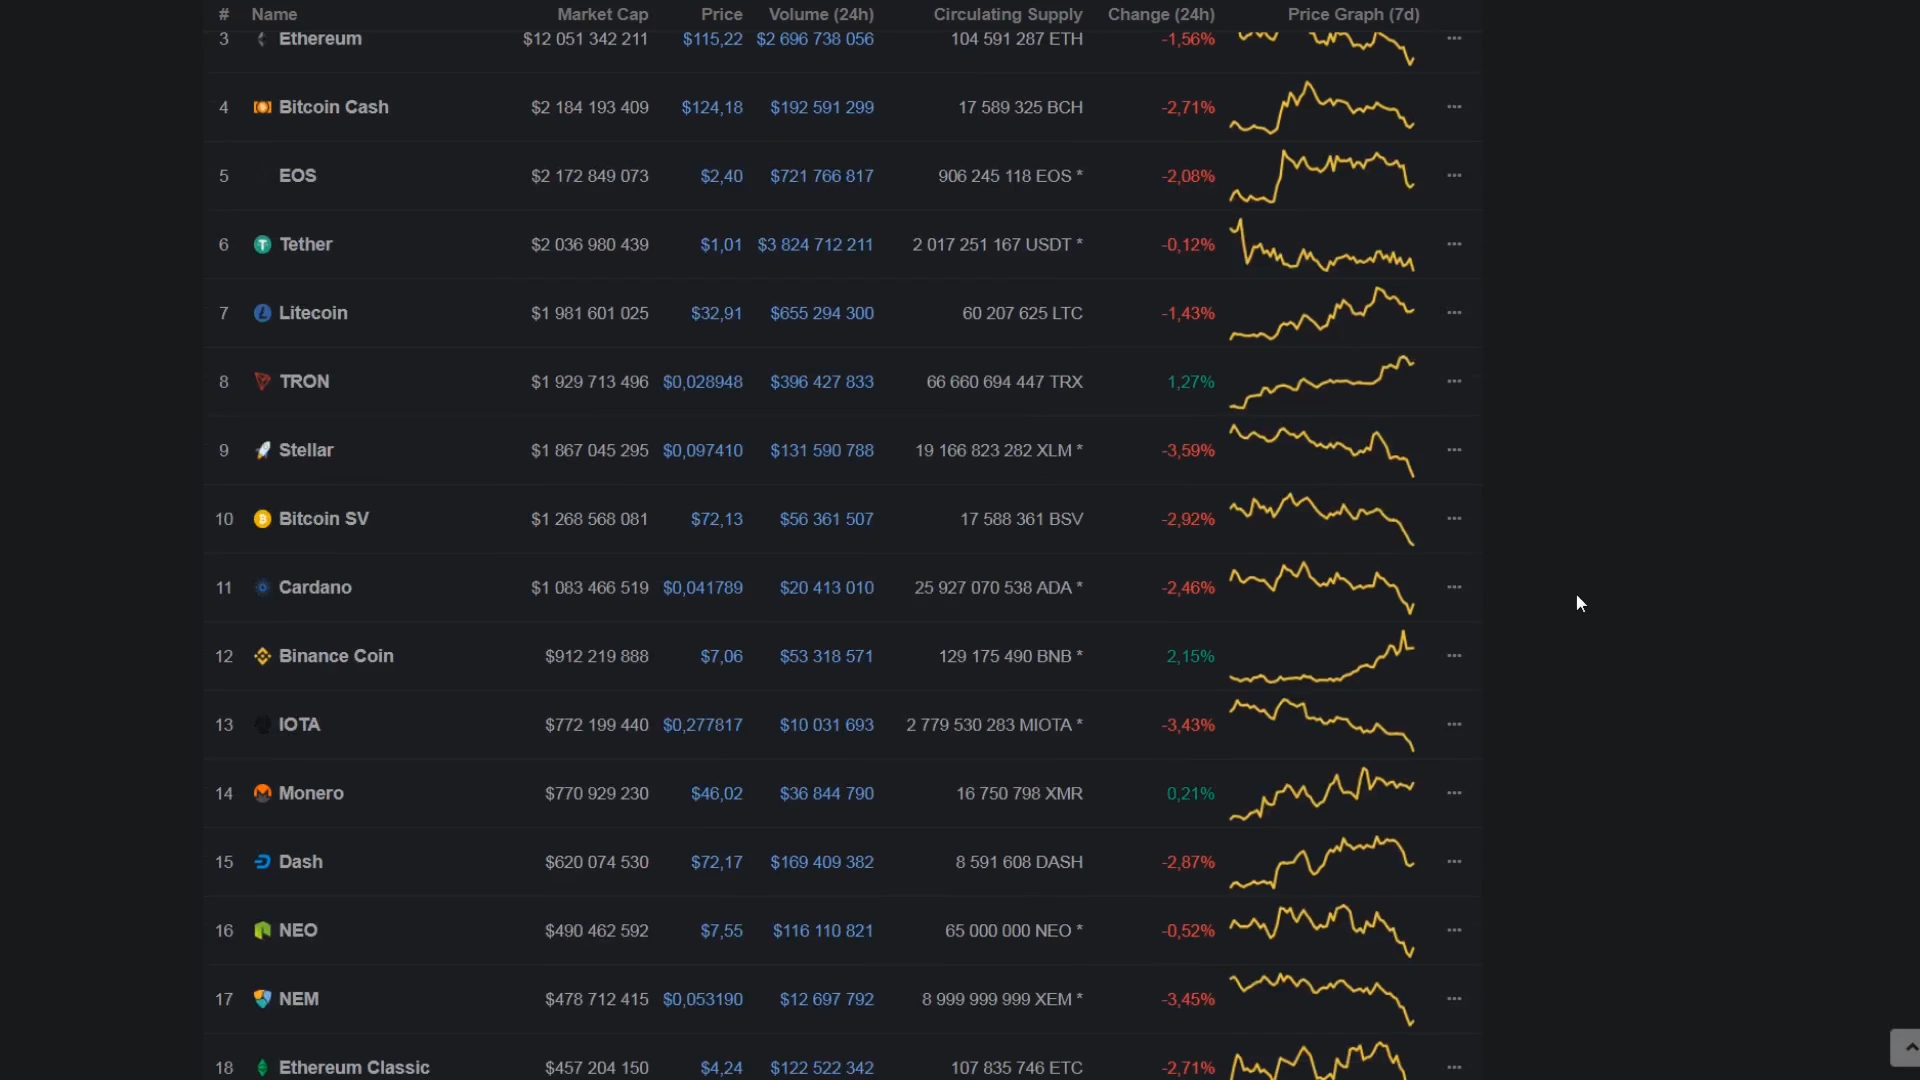 # Name Market Cap Price Volume (24h) Circulating Supply Change (24h) Price Graph (7d)
3 Ethereum $12 051 342 211 $115,22 $2 696 738 056 104 591 287 ETH -1,56%
4 Bitcoin Cash $2 184 193 409 $124,18 $192 591 299 17 589 325 BCH -2,71%
5 EOS $2 172 849 073 $2,40 $721 766 817 906 245 118 EOS * -2,08%
6 Tether $2 036 980 439 $1,01 $3 824 712 211 2 017 251 167 USDT * -0,12%
7 Litecoin $1 981 601 025 $32,91 $655 294 300 60 207 625 LTC -1,43%
8 TRON $1 929 713 496 $0,028948 $396 427 833 66 660 694 447 TRX 1,27%
9 Stellar $1 867 045 295 $0,097410 $131 590 788 19 166 823 282 XLM * -3,59%
10 Bitcoin SV $1 268 568 081 $72,13 $56 361 507 17 588 361 BSV -2,92%
11 Cardano $1 083 466 519 $0,041789 $20 413 010 25 927 070 538 ADA * -2,46%
12 Binance Coin $912 219 888 $7,06 $53 318 571 129 175 490 BNB * 2,15%
13 IOTA $772 199 440 $0,277817 $10 031 693 2 779 530 283 MIOTA * -3,43%
14 Monero $770 929 230 $46,02 $36 844 790 16 750 798 XMR 0,21%
15 Dash $620 074 530 $72,17 $169 409 382 8 591 608 DASH -2,87%
16 NEO $490 462 592 $7,55 $116 110 821 65 000 000 NEO * -0,52%
17 NEM $478 712 415 $0,053190 $12 697 792 8 999 999 999 XEM * -3,45%
18 Ethereum Classic $457 204 150 $4,24 $122 522 342 107 835 746 ETC -2,71%